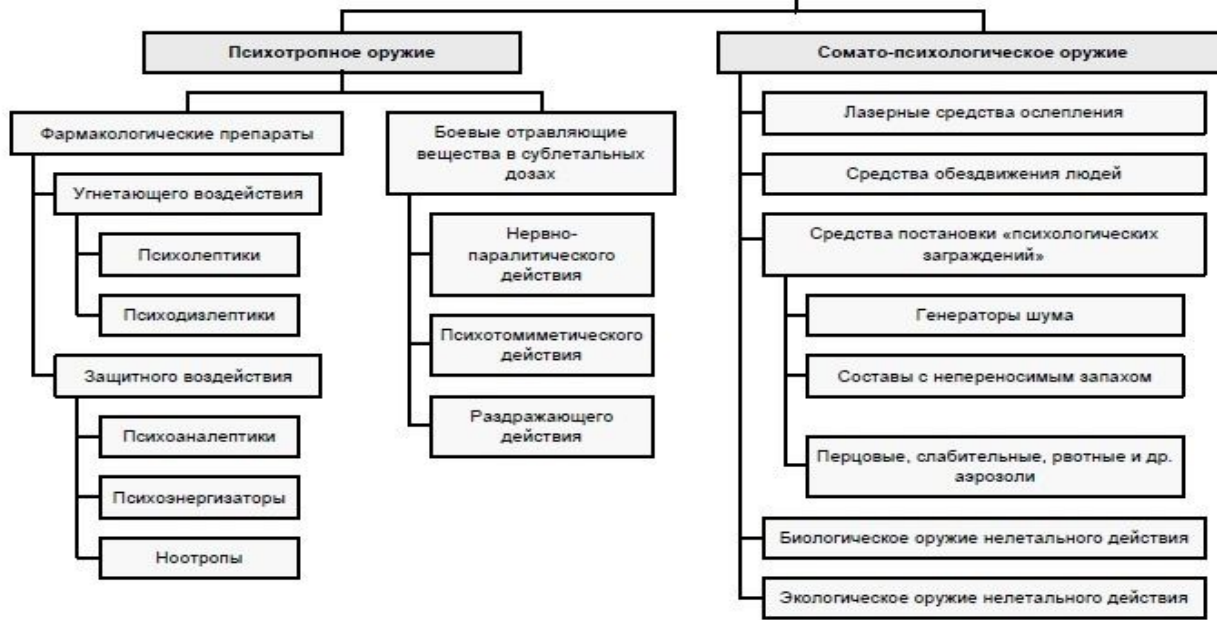 Психотропное оружие
Фармакологические препараты
Угнетающего воздействия
Психолептики
Психодизлептики
Защитного воздействия
Психоаналептики
Психоэнергизаторы
Ноотропы
Боевые отравляющие
вещества в сублетальных
дозах
Нервно-
паралитического
действия
Психотомиметического
действия
Раздражающего
действия
Сомато-психологическое оружие
Лазерные средства ослепления
Средства обездвижения людей
Средства постановки «психологических
заграждений»
Генераторы шума
Составы с непереносимым запахом
Перцовые, слабительные, рвотные и др.
аэрозоли
Биологическое оружие нелетального действия
Экологическое оружие нелетального действия